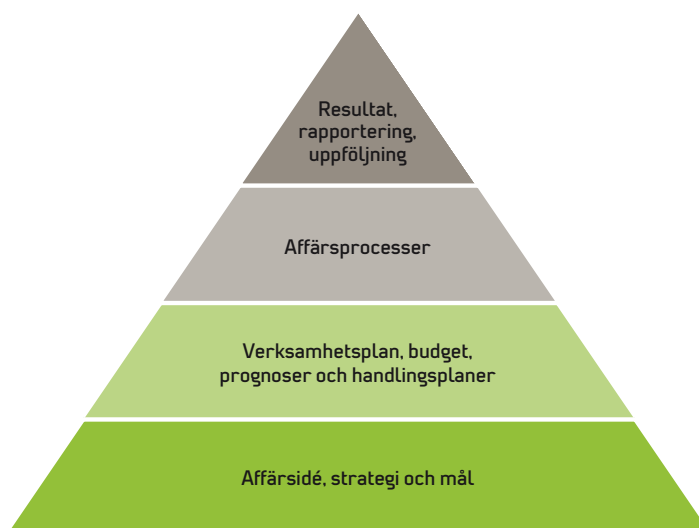 Resultat,
rapportering,
uppföljning
Affärsprocesser
Verksamhetsplan, budget,
prognoser och handlingsplaner
Affärsidé, strategi och mål